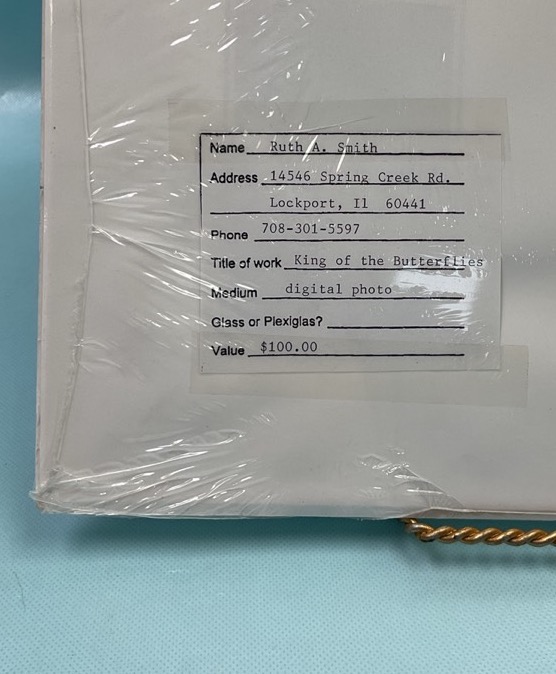 Name Ruth A. Smith
Address 14546 Spring Creek Rd.
Lockport, Il 60441
Phone 708-301-5597
Title of work King of the Butterflies
Medium digital photo
Glass or Plexiglas?
Value $100.00